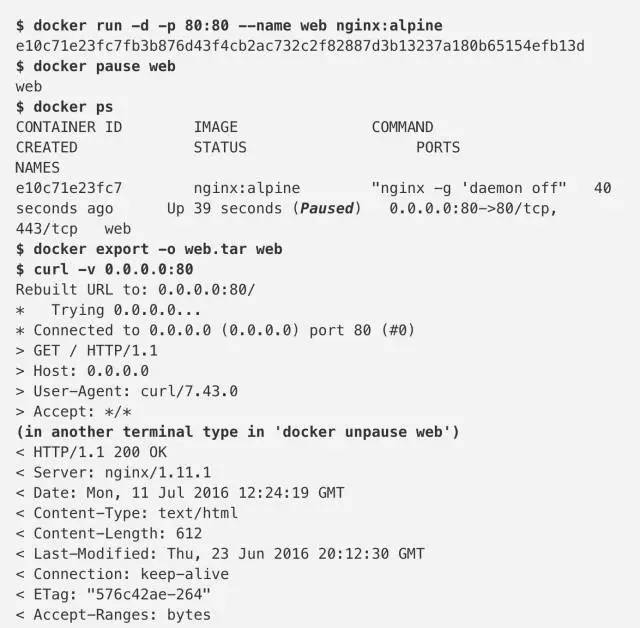 $ docker run -d -p 80:80 --name web nginx:alpine
e10c71e23fc7fb3b876d43f4cb2ac732c2f82887d3b13237a180b65154efb13d
$ docker pause web
web
$ docker ps
CONTAINER ID        IMAGE               COMMAND
CREATED             STATUS                   PORTS
NAMES
e10c71e23fc7        nginx:alpine        "nginx -g 'daemon off"   40
seconds ago      Up 39 seconds (Paused)   0.0.0.0:80->80/tcp,
443/tcp   web
$ docker export -o web.tar web
$ curl -v 0.0.0.0:80
Rebuilt URL to: 0.0.0.0:80/
*   Trying 0.0.0.0...
* Connected to 0.0.0.0 (0.0.0.0) port 80 (#0)
> GET / HTTP/1.1
> Host: 0.0.0.0
> User-Agent: curl/7.43.0
> Accept: */*
(in another terminal type in 'docker unpause web')
< HTTP/1.1 200 OK
< Server: nginx/1.11.1
< Date: Mon, 11 Jul 2016 12:24:19 GMT
< Content-Type: text/html
< Content-Length: 612
< Last-Modified: Thu, 23 Jun 2016 20:12:30 GMT
< Connection: keep-alive
< ETag: "576c42ae-264"
< Accept-Ranges: bytes